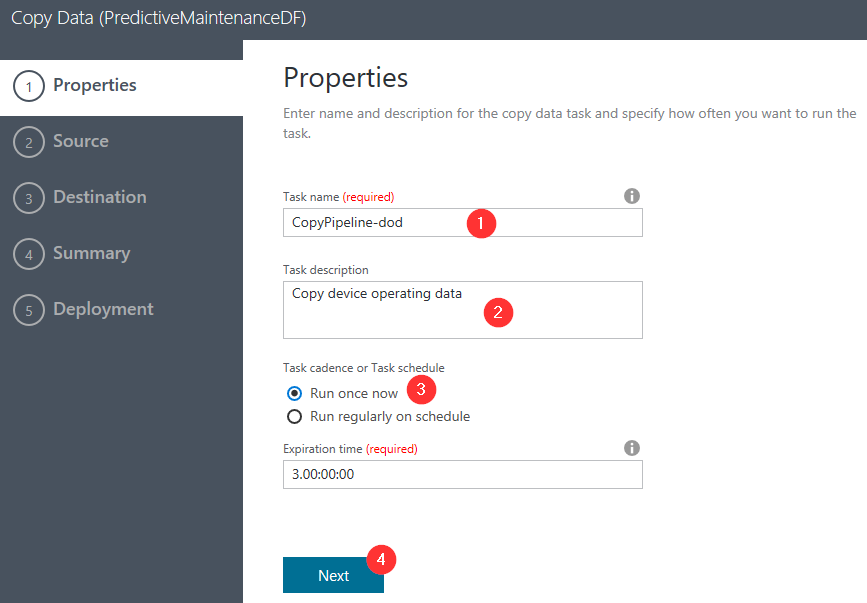 Copy Data (PredictiveMaintenanceDF)
1 Properties
2 Source
3 Destination
4 Summary
5 Deployment
Properties
Enter name and description for the copy data task and specify how often you want to run the
task.
Task name (required)
CopyPipeline-dod 1
Task description
Copy device operating data
2
Task cadence or Task schedule
Run once now 3
Run regularly on schedule
Expiration time (required)
3.00:00:00
Next 4